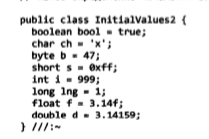 public class InitialValues2 {
boolean bool = true;
char ch = 'x';
byte b = 47;
short s = 0xff;
int i = 999;
long lng = 1;
float f = 3.14f;
double d = 3.14159;
} ///:~